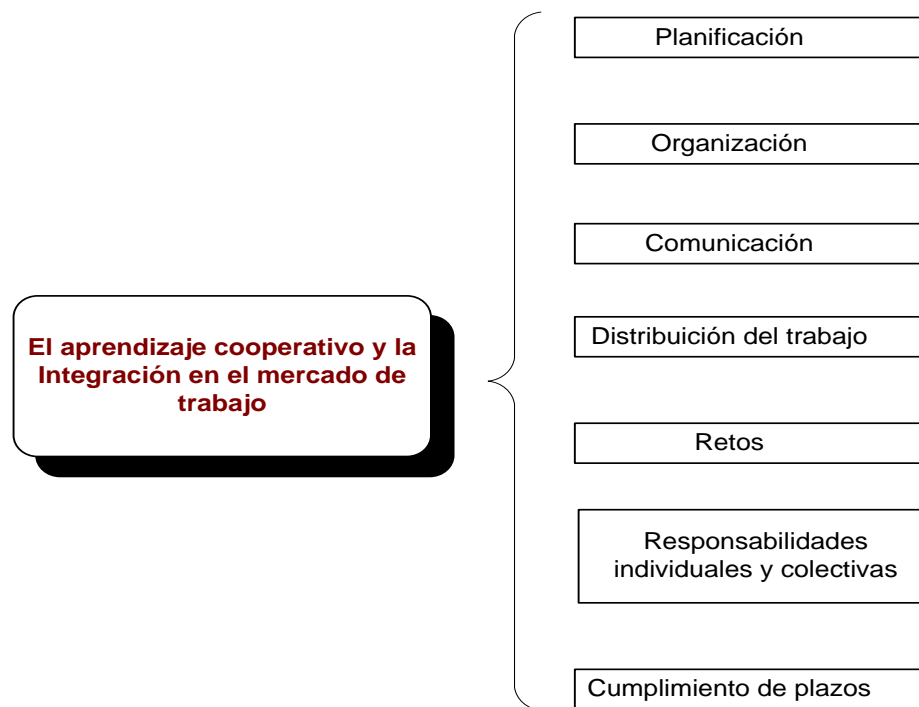 Planificación
Organización
Comunicación
El aprendizaje cooperativo y la
Integración en el mercado de
trabajo
Distribuición del trabajo
Retos
Responsabilidades
individuales y colectivas
Cumplimiento de plazos